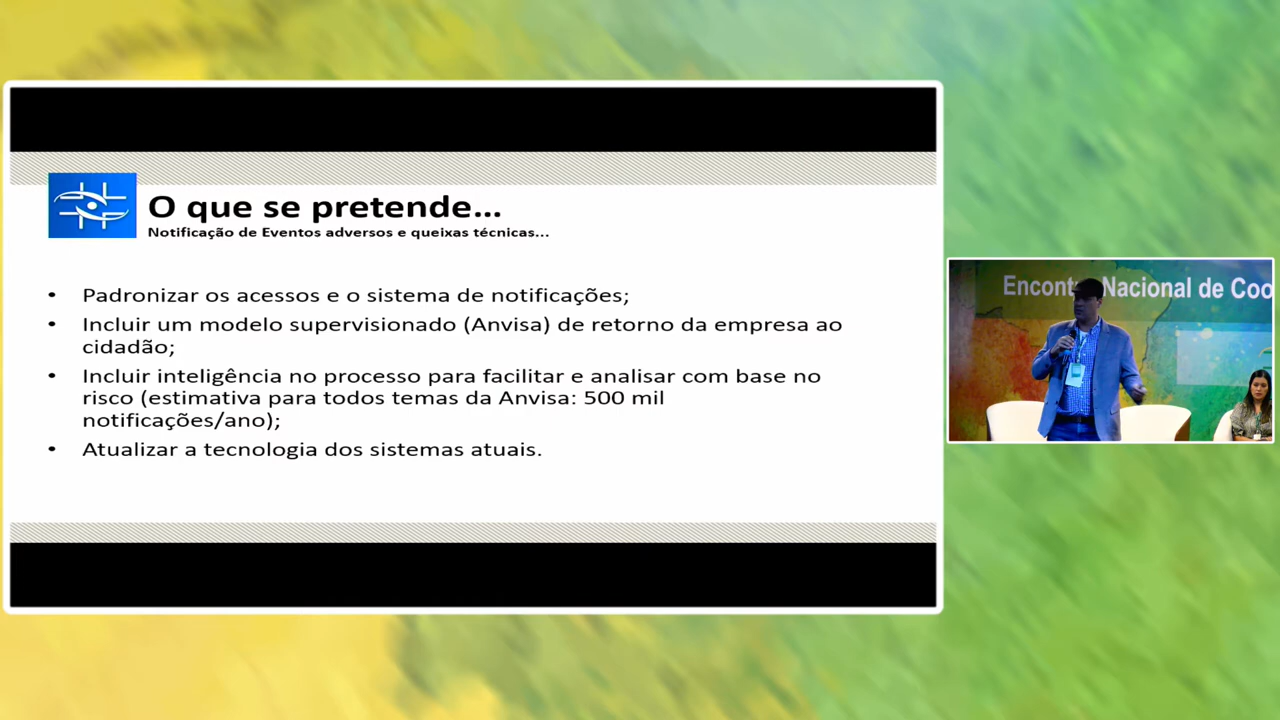 O que se pretende...
Notificação de Eventos adversos e queixas técnicas...
• Padronizar os acessos e o sistema de notificações;
• Incluir um modelo supervisionado (Anvisa) de retorno da empresa ao
cidadão;
• Incluir inteligência no processo para facilitar e analisar com base no
risco (estimativa para todos temas da Anvisa: 500 mil
notificações/ano);
• Atualizar a tecnologia dos sistemas atuais.
Encont Nacional de Coo